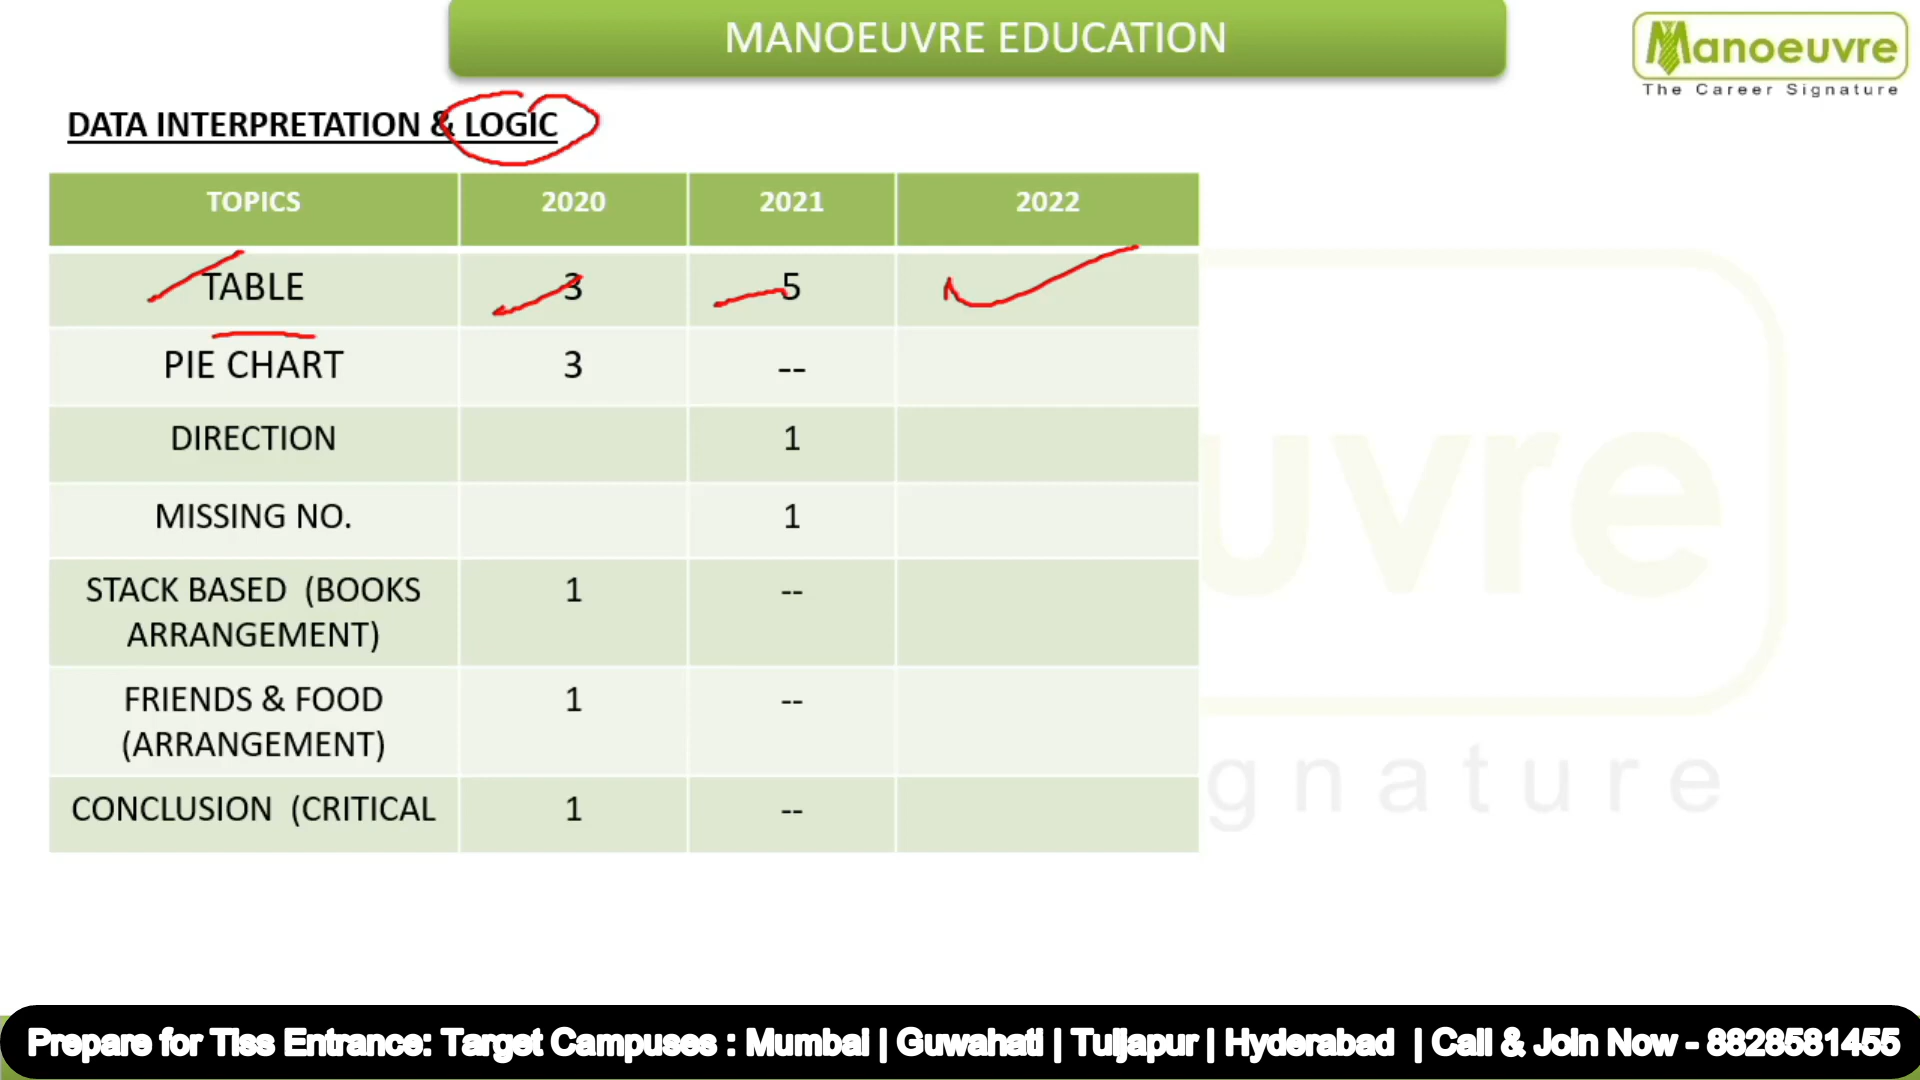 MANOEUVRE EDUCATION
Manoeuvre
The Career Signature
DATA INTERPRETATION & LOGIC
TOPICS 2020 2021 2022
TABLE 3 5
PIE CHART 3 --
DIRECTION 1
MISSING NO. 1
STACK BASED (BOOKS ARRANGEMENT) 1 --
FRIENDS & FOOD (ARRANGEMENT) 1 --
CONCLUSION (CRITICAL 1 --
uvre
gnature
Prepare for Tiss Entrance: Target Campuses : Mumbai | Guwahati | Tuljapur | Hyderabad | Call & Join Now - 8828581455